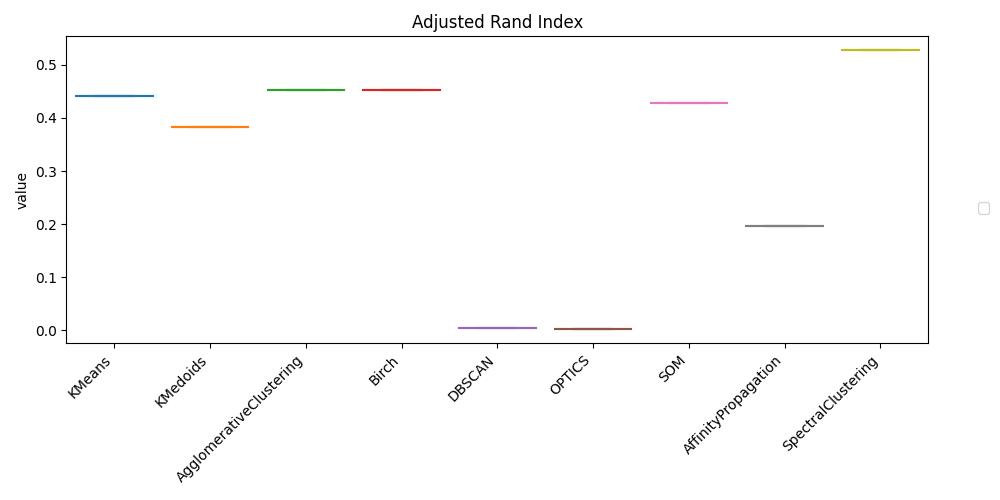 Adjusted Rand Index
value
0.5
0.4
0.3
0.2
0.1
0.0
KMeans
KMedoids
AgglomerativeClustering
Birch
DBSCAN
OPTICS
SOM
AffinityPropagation
SpectralClustering